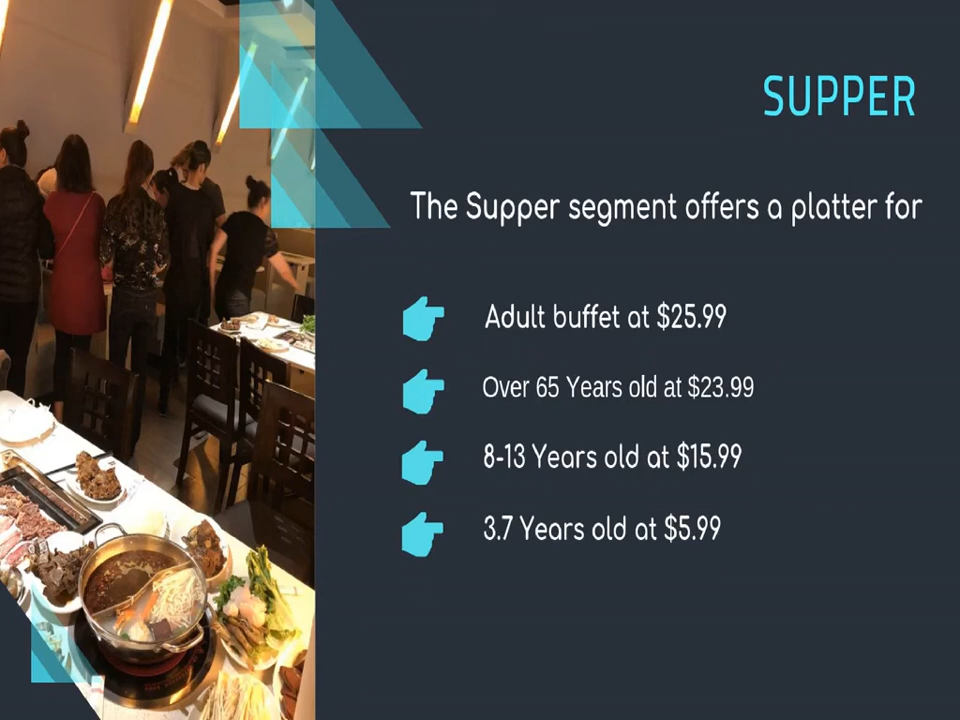 SUPPER
The Supper segment offers a platter for
Adult buffet at $25.99
Over 65 Years old at $23.99
8-13 Years old at $15.99
3.7 Years old at $5.99